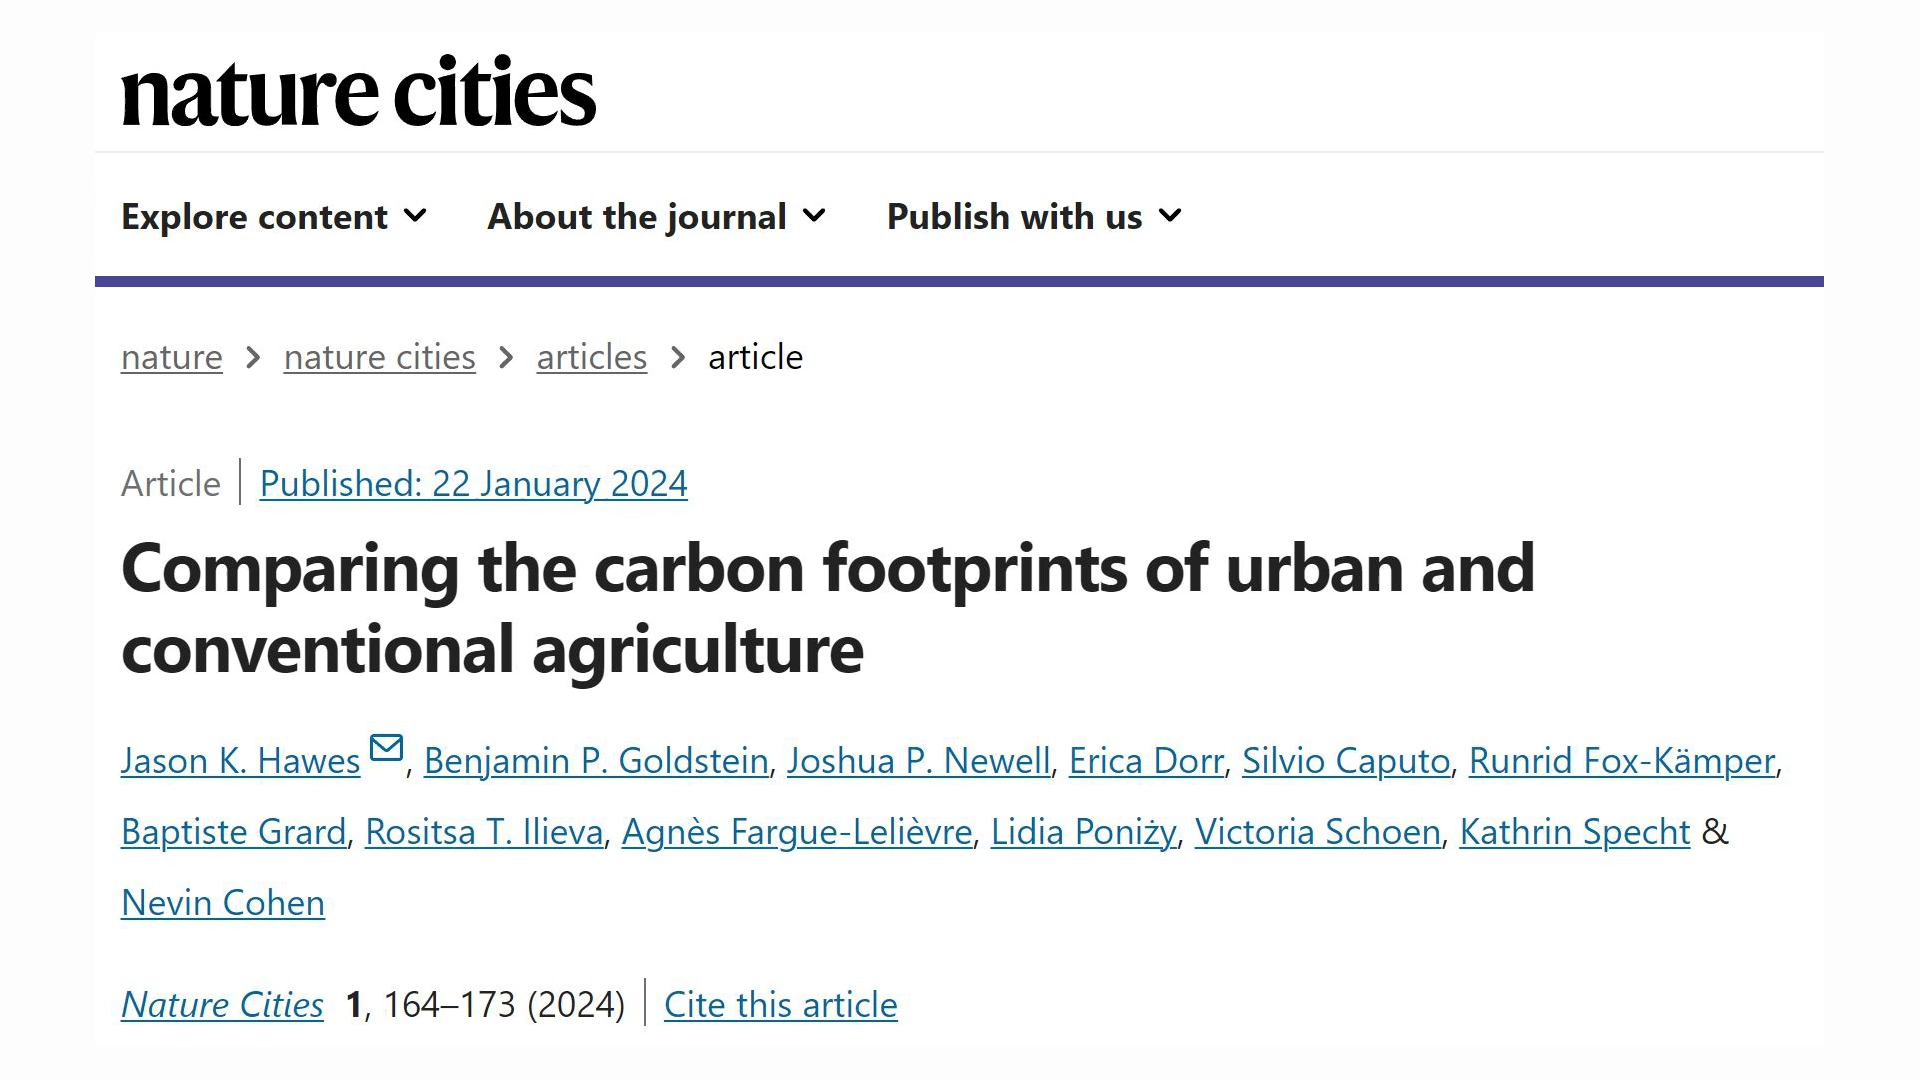 nature cities
Explore content About the journal Publish with us
nature > nature cities > articles > article
Article | Published: 22 January 2024
Comparing the carbon footprints of urban and
conventional agriculture
Jason K. Hawes, Benjamin P. Goldstein, Joshua P. Newell, Erica Dorr, Silvio Caputo, Runrid Fox-Kämper,
Baptiste Grard, Rositsa T. Ilieva, Agnès Fargue-Lelièvre, Lidia Poniży, Victoria Schoen, Kathrin Specht &
Nevin Cohen
Nature Cities 1, 164–173 (2024) | Cite this article